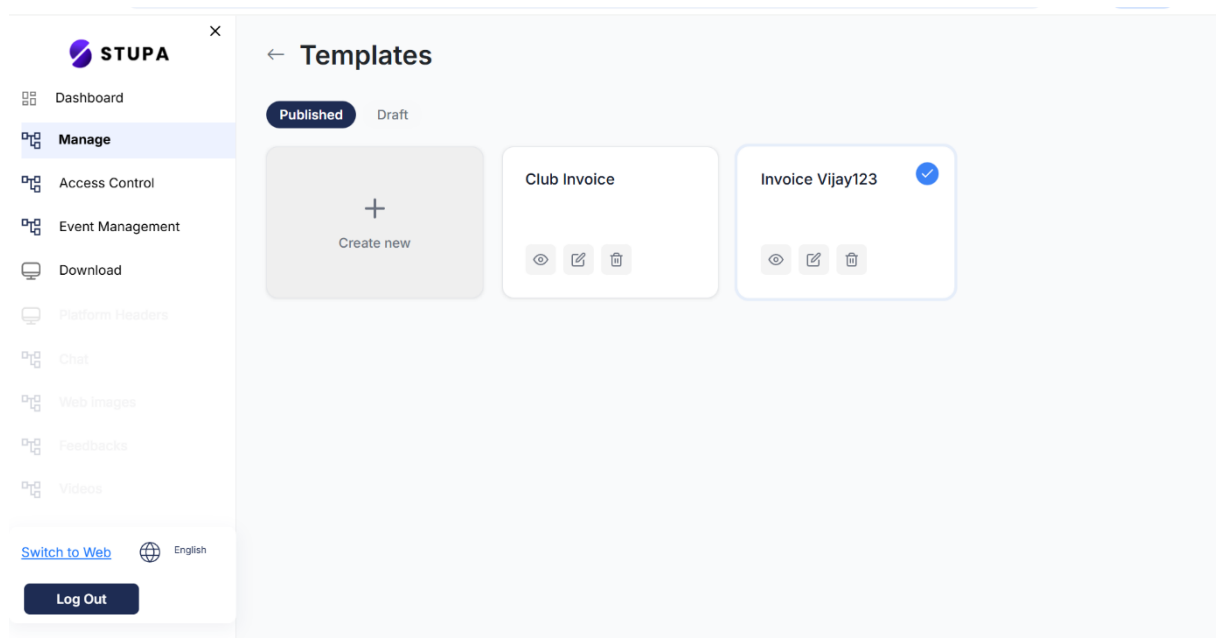 STUPA
Dashboard
Manage
Access Control
Event Management
Download
Platform Headers
Chat
Web Images
Feedbacks
Videos
Switch to Web
English
Log Out
Templates
Published
Draft
Create new
Club Invoice
Invoice Vijay123